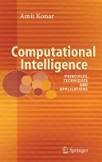 Amit Konar
Computational
Intelligence
PRINCIPLES,
TECHNIQUES
AND
APPLICATIONS
Springer